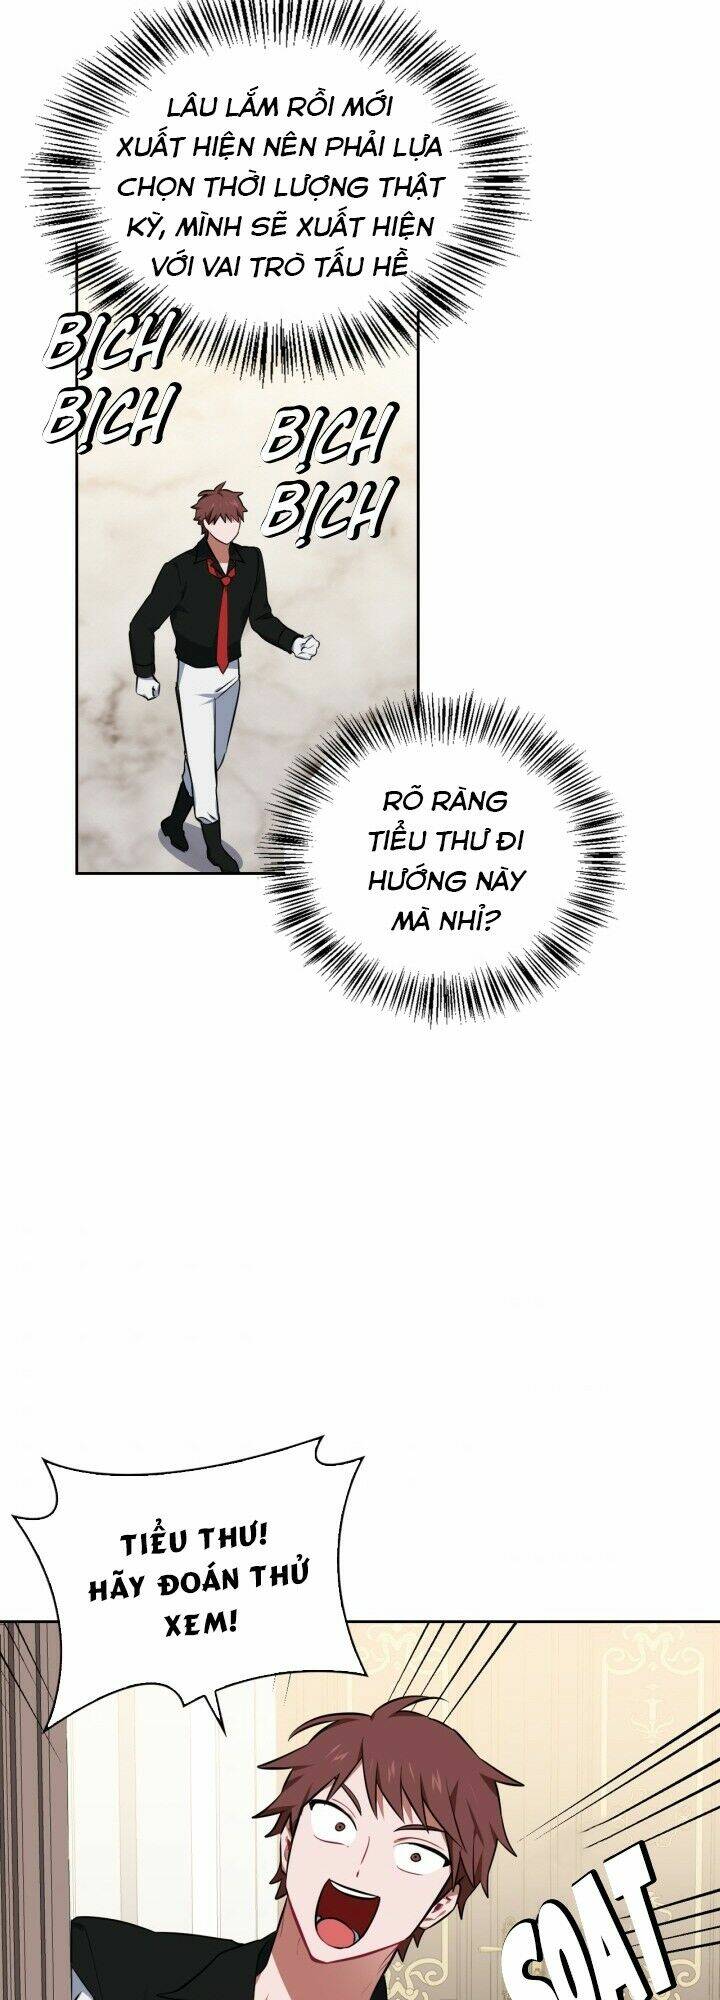 LÂU LẮM RỒI MỚI
XUẤT HIỆN NÊN PHẢI LỰA
CHỌN THỜI LƯỢNG THẬT
KỲ, MÌNH SẼ XUẤT HIỆN
VỚI VAI TRÒ TẤU HỀ
BỊCH
BỊCH
BỊCH
BỊCH
RÕ RÀNG
TIỂU THƯ ĐI
HƯỚNG NÀY
MÀ NHỈ?
TIỂU THƯ!
HÃY ĐOÁN THỬ
XEM!
SOẠT